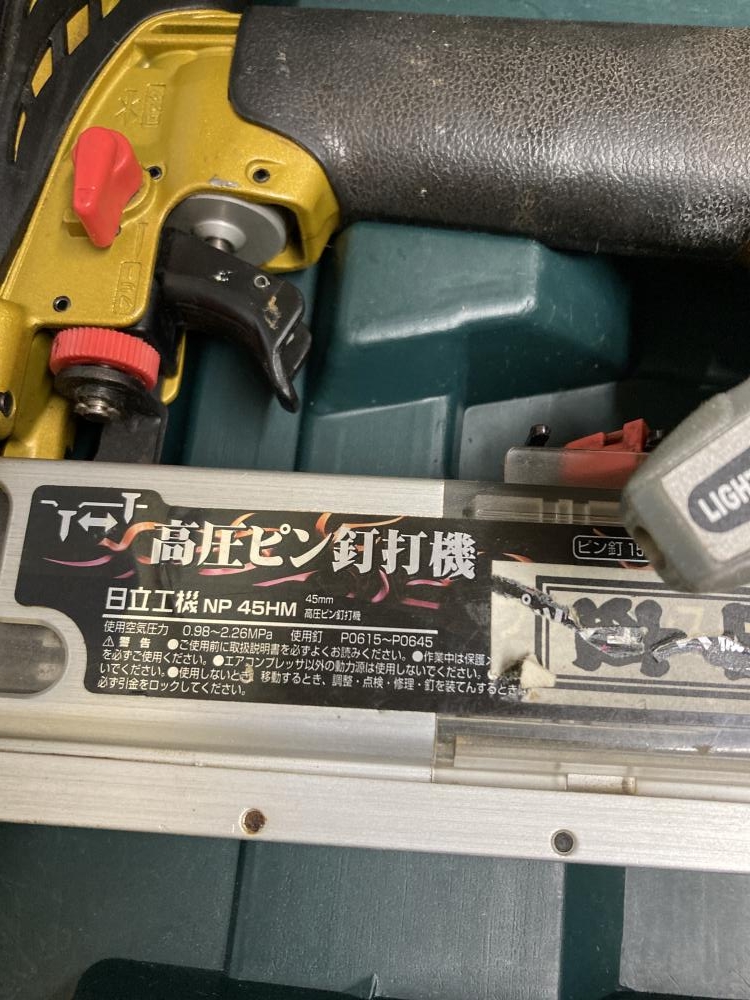 高圧ピン釘打機
ピン釘 15
LIGH
日立工機 NP 45HM 45mm
高圧ピン釘打機
使用空気圧力 0.98~2.26MPa 使用釘 P0615~P0645
⚠警告 ●ご使用前に取扱説明書を必ずよくお読みください。●作業中は保護メ
を必ずご使用ください。●エアコンプレッサ以外の動力源は使用しないでください。
いでください。●使用しないとき、移動するとき、調整・点検・修理・釘を装てんするとき
必ず引金をロックしてください。